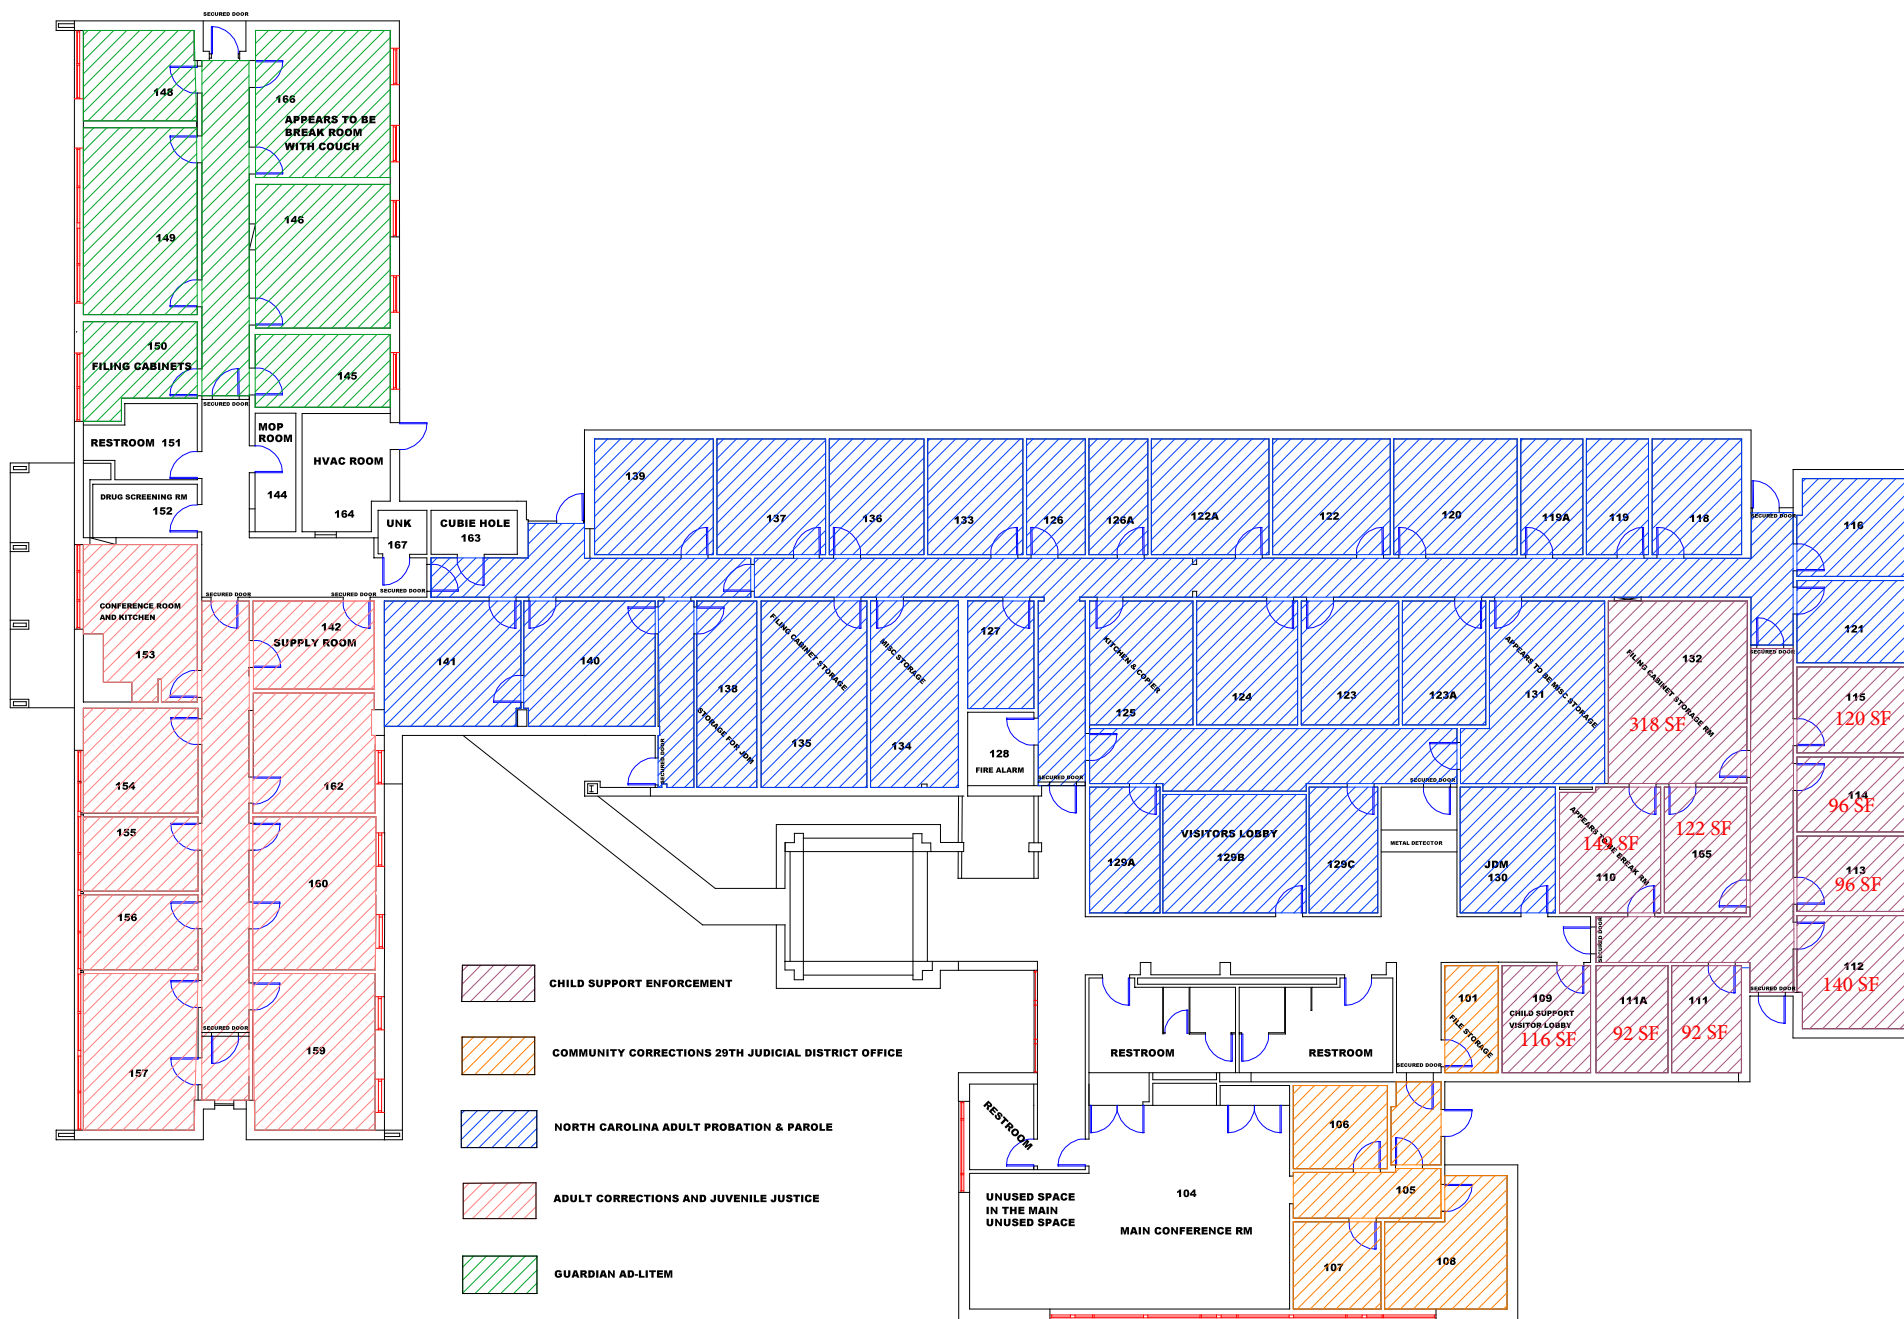 SECURED DOOR
148
166
APPEARS TO BE
BREAK ROOM
WITH COUCH
149
146
150
FILING CABINETS
145
SECURED DOOR
RESTROOM 151
MOP
ROOM
HVAC ROOM
DRUG SCREENING RM
152
144
164
UNK
167
CUBIE HOLE
163
SECURED DOOR
139
137
136
133
126
126A
122A
122
120
119A
119
118
SECURED DOOR
116
121
SECURED DOOR
CONFERENCE ROOM
AND KITCHEN
153
SECURED DOOR
SECURED DOOR
142
SUPPLY ROOM
141
140
138
STORAGE FOR JDM
SECURED DOOR
FILING CABINET STORAGE
135
MISC STORAGE
134
127
128
FIRE ALARM
SECURED DOOR
KITCHEN & COPIER
125
124
123
123A
APPEARS TO BE MISC STORAGE
131
SECURED DOOR
132
FILING CABINET STORAGE RM
318 SF
115
120 SF
114
96 SF
113
96 SF
112
140 SF
154
162
155
160
156
157
159
SECURED DOOR
129A
VISITORS LOBBY
129B
129C
METAL DETECTOR
JDM
130
APPEARS TO BE BREAK RM
149 SF
110
122 SF
165
SECURED DOOR
SECURED DOOR
101
FILE STORAGE
109
CHILD SUPPORT
VISITOR LOBBY
116 SF
111A
92 SF
111
92 SF
RESTROOM
RESTROOM
SECURED DOOR
RESTROOM
106
105
107
108
104
MAIN CONFERENCE RM
UNUSED SPACE
IN THE MAIN
UNUSED SPACE
CHILD SUPPORT ENFORCEMENT
COMMUNITY CORRECTIONS 29TH JUDICIAL DISTRICT OFFICE
NORTH CAROLINA ADULT PROBATION & PAROLE
ADULT CORRECTIONS AND JUVENILE JUSTICE
GUARDIAN AD-LITEM